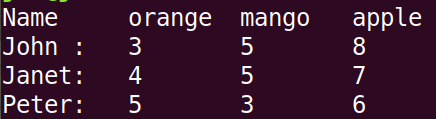 Name orange mango apple
John : 3 5 8
Janet: 4 5 7
Peter: 5 3 6